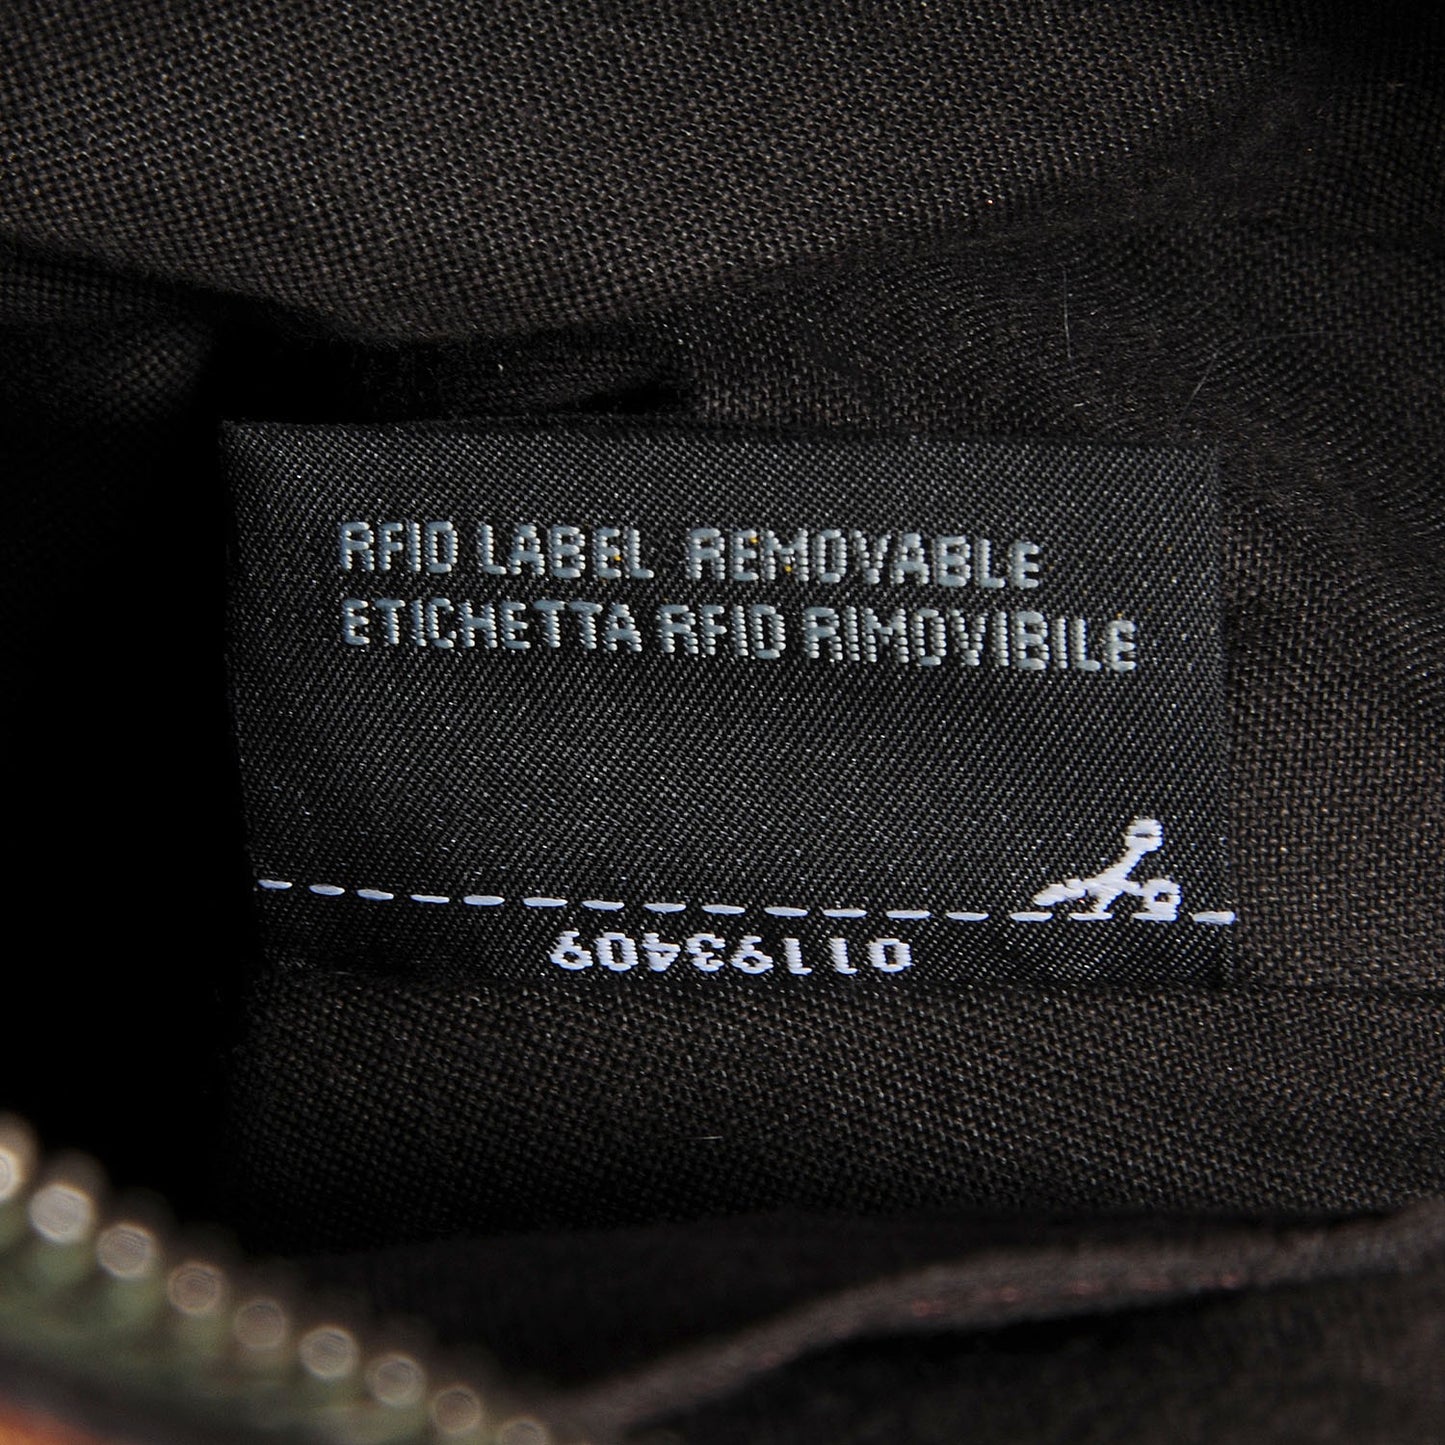 RFID LABEL REMOVABLE
ETICHETTA RFID RIMOVIBILE
01193409